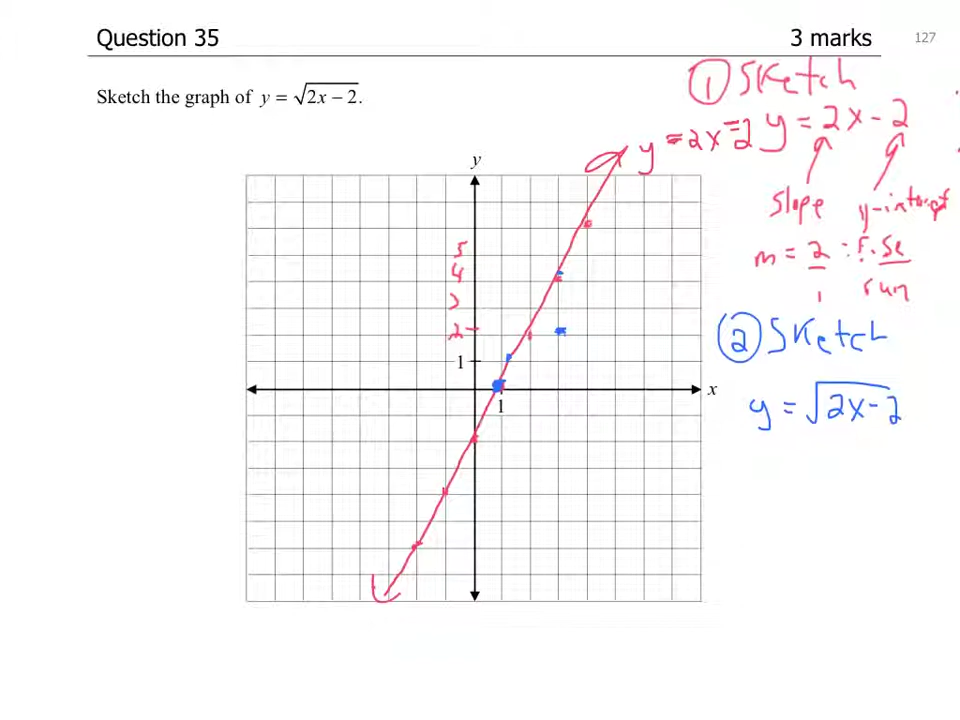 Question 35
3 marks
127
Sketch the graph of y = √2x − 2.
① Sketch
y = 2x - 2
y = 2x - 2
slope
y-intercept
m = 2/1 :
run
y
5
4
3
2
1
1
x
② Sketch
y = √2x - 2